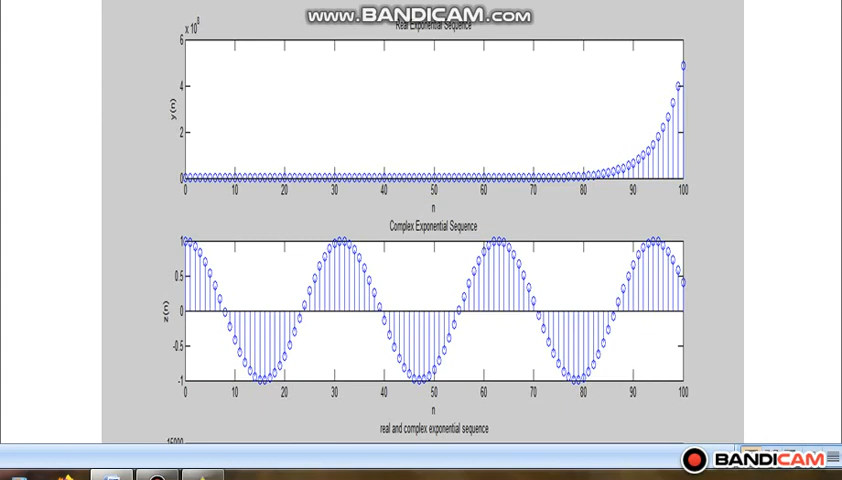 www.BANDICAM.com
Real Exponential Sequence
x 10^8
6
4
2
0
y(n)
0 10 20 30 40 50 60 70 80 90 100
n
Complex Exponential Sequence
1
0.5
0
-0.5
-1
z(n)
0 10 20 30 40 50 60 70 80 90 100
n
real and complex exponential sequence
15000
BANDICAM